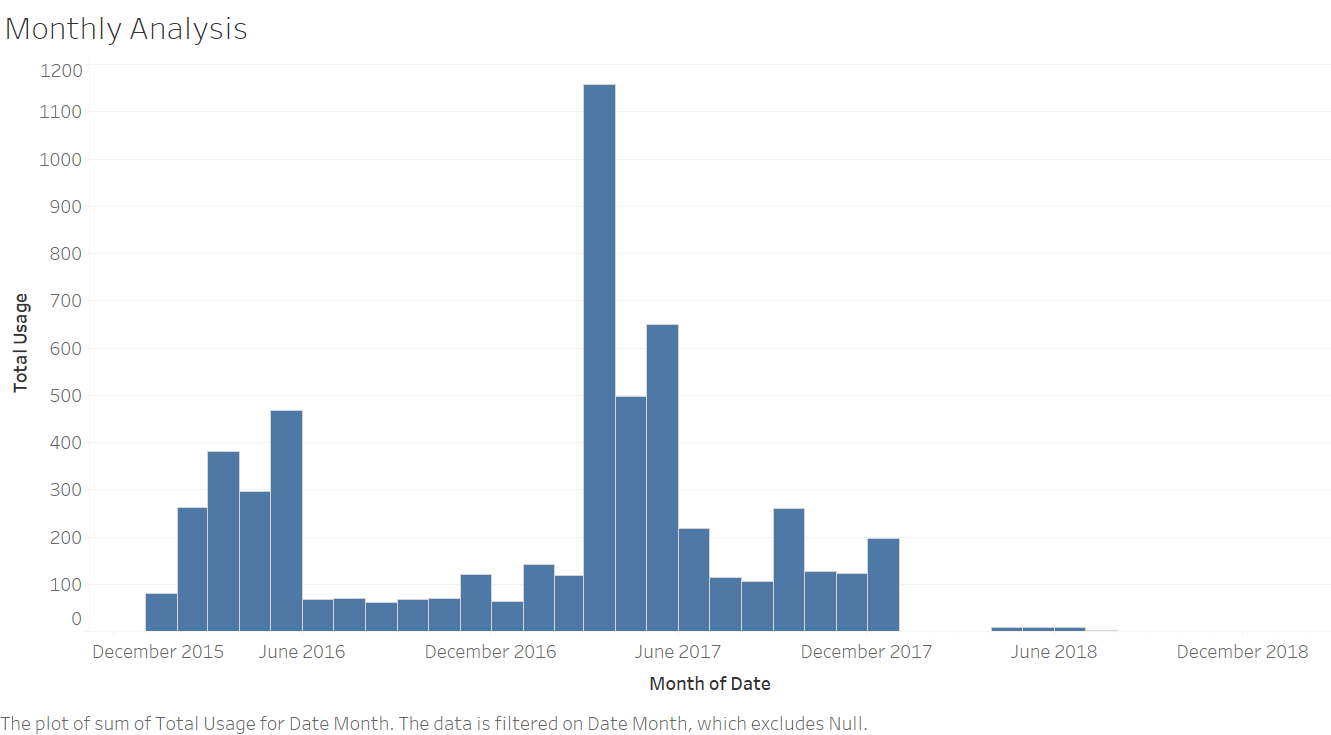 Monthly Analysis
1200
1100
1000
900
800
700
600
500
400
300
200
100
0
Total Usage
December 2015 June 2016 December 2016 June 2017 December 2017 June 2018 December 2018
Month of Date
The plot of sum of Total Usage for Date Month. The data is filtered on Date Month, which excludes Null.